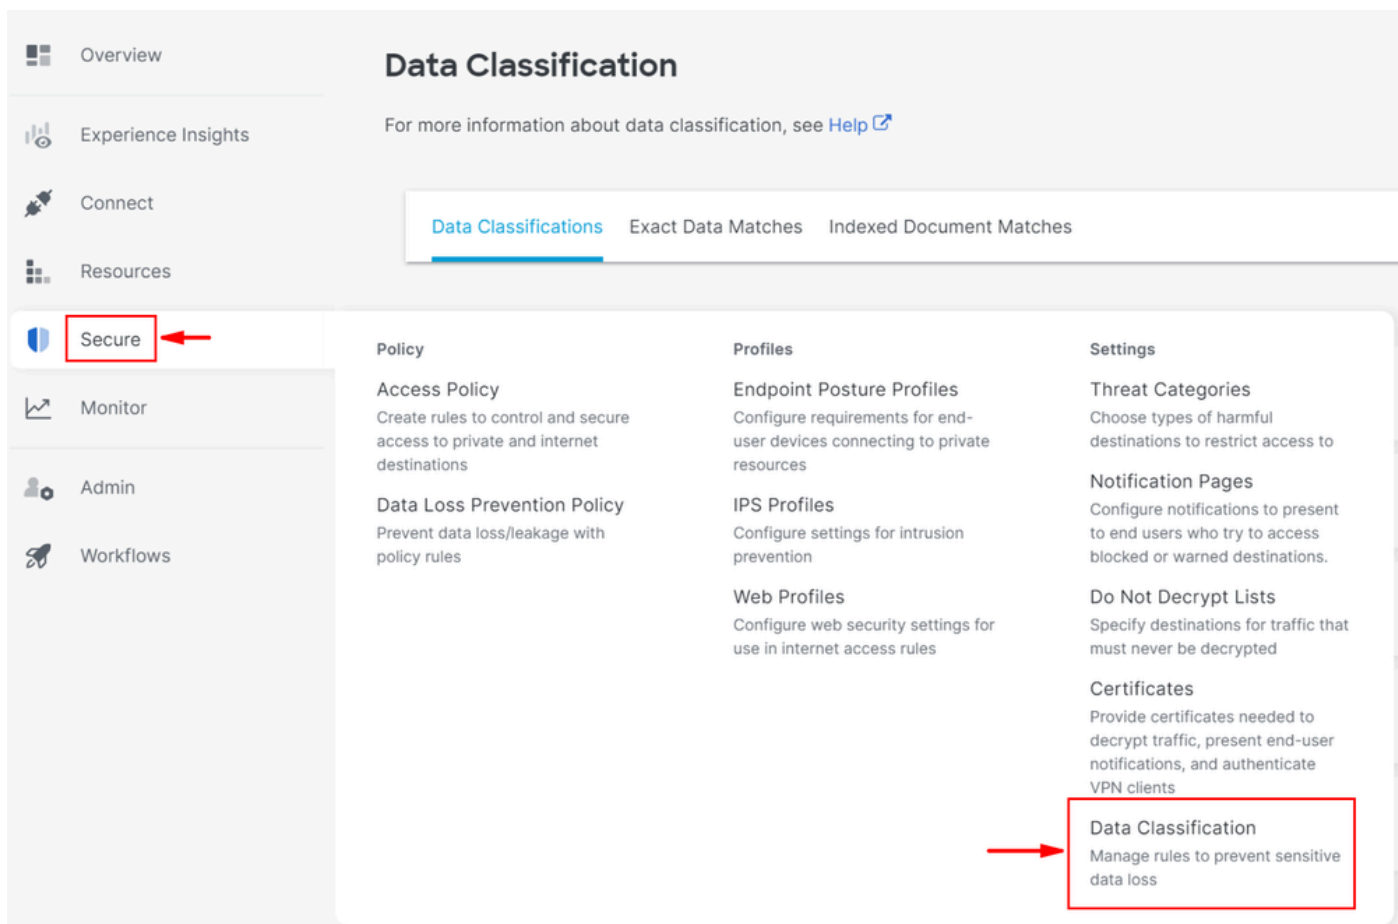 Overview
Experience Insights
Connect
Resources
Secure
Monitor
Admin
Workflows
Data Classification
For more information about data classification, see Help
Data Classifications Exact Data Matches Indexed Document Matches
Policy
Access Policy
Create rules to control and secure
access to private and internet
destinations
Data Loss Prevention Policy
Prevent data loss/leakage with
policy rules
Profiles
Endpoint Posture Profiles
Configure requirements for end-
user devices connecting to private
resources
IPS Profiles
Configure settings for intrusion
prevention
Web Profiles
Configure web security settings for
use in internet access rules
Settings
Threat Categories
Choose types of harmful
destinations to restrict access to
Notification Pages
Configure notifications to present
to end users who try to access
blocked or warned destinations.
Do Not Decrypt Lists
Specify destinations for traffic that
must never be decrypted
Certificates
Provide certificates needed to
decrypt traffic, present end-user
notifications, and authenticate
VPN clients
Data Classification
Manage rules to prevent sensitive
data loss